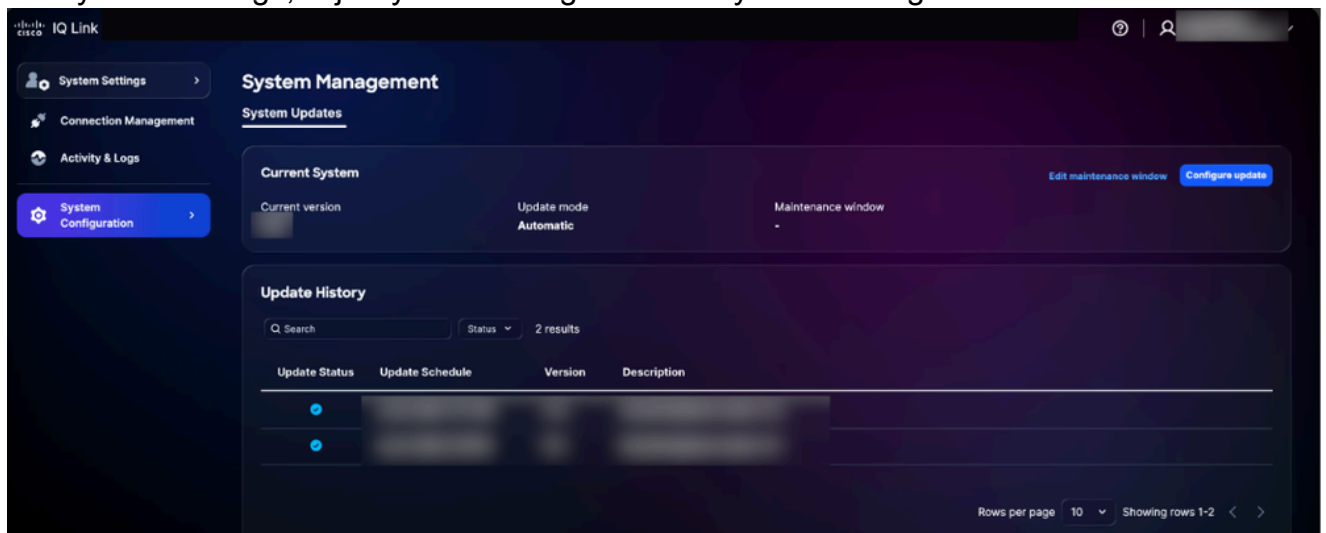 cisco IQ Link
System Settings
Connection Management
Activity & Logs
System
Configuration
System Management
System Updates
Current System
Edit maintenance window
Configure update
Current version
Update mode
Maintenance window
Automatic
-
Update History
Search
Status
2 results
Update Status Update Schedule Version Description
Rows per page 10 Showing rows 1-2